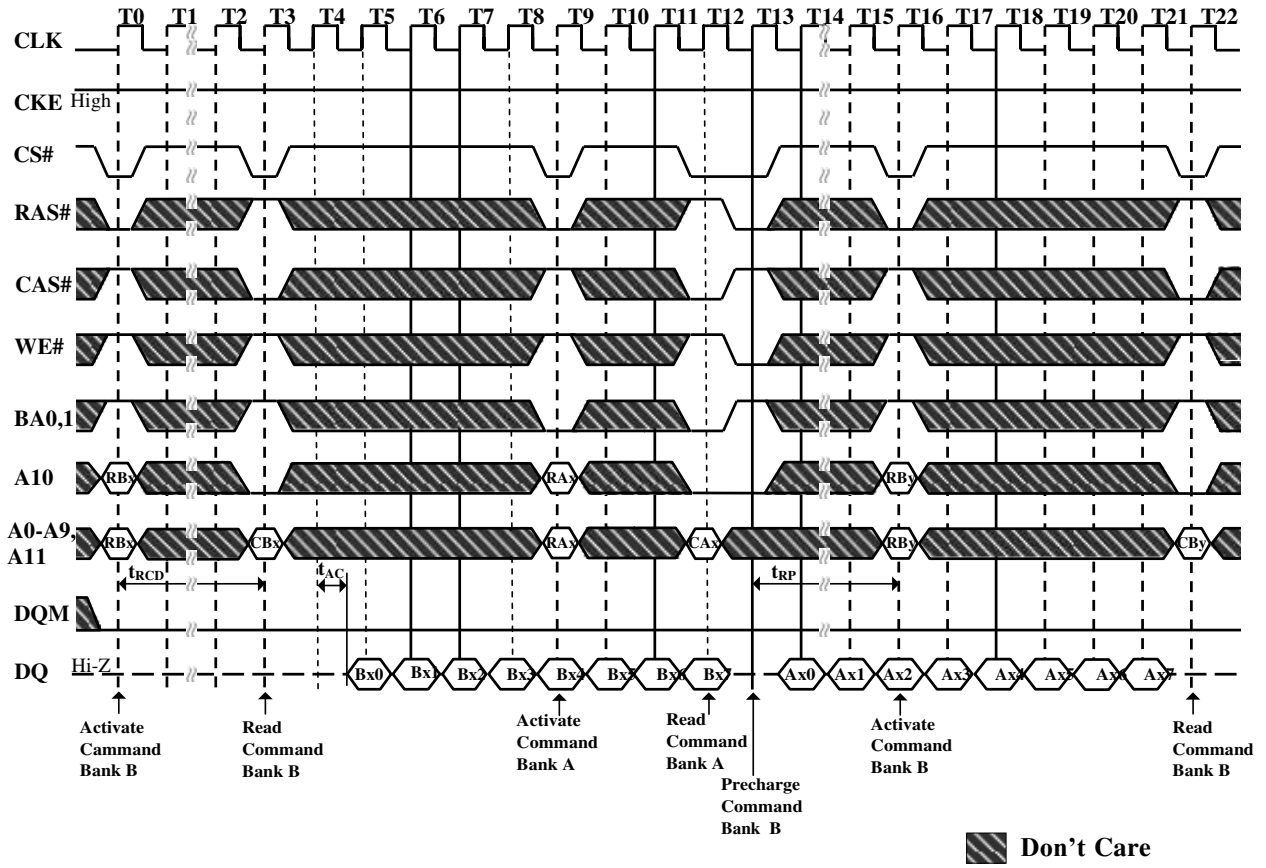 T0 T1 T2 T3 T4 T5 T6 T7 T8 T9 T10 T11 T12 T13 T14 T15 T16 T17 T18 T19 T20 T21 T22
CLK
CKE High
CS#
RAS#
CAS#
WE#
BA0,1
A10 RBx RAx RBy
A0-A9,
A11
RBx CBx RAx CAx RBy CBy
tRCD tAC tRP
DQM
DQ Hi-Z Bx0 Bx1 Bx2 Bx3 Bx4 Bx5 Bx6 Bx7 Ax0 Ax1 Ax2 Ax3 Ax4 Ax5 Ax6 Ax7
Activate
Cammand
Bank B
Read
Command
Bank B
Activate
Command
Bank A
Read
Command
Bank A
Precharge
Command
Bank B
Activate
Command
Bank B
Read
Command
Bank B
Don't Care